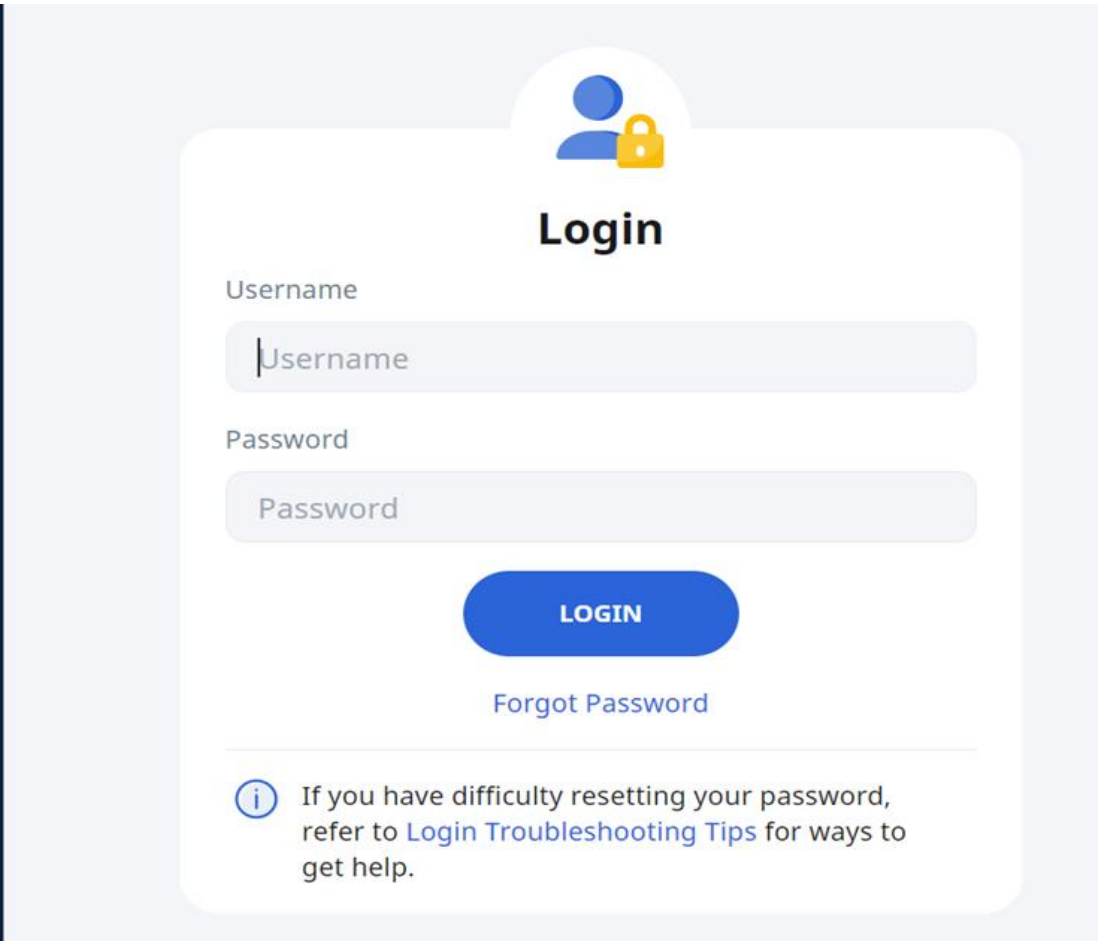 Login
Username
Username
Password
Password
LOGIN
Forgot Password
If you have difficulty resetting your password,
refer to Login Troubleshooting Tips for ways to
get help.